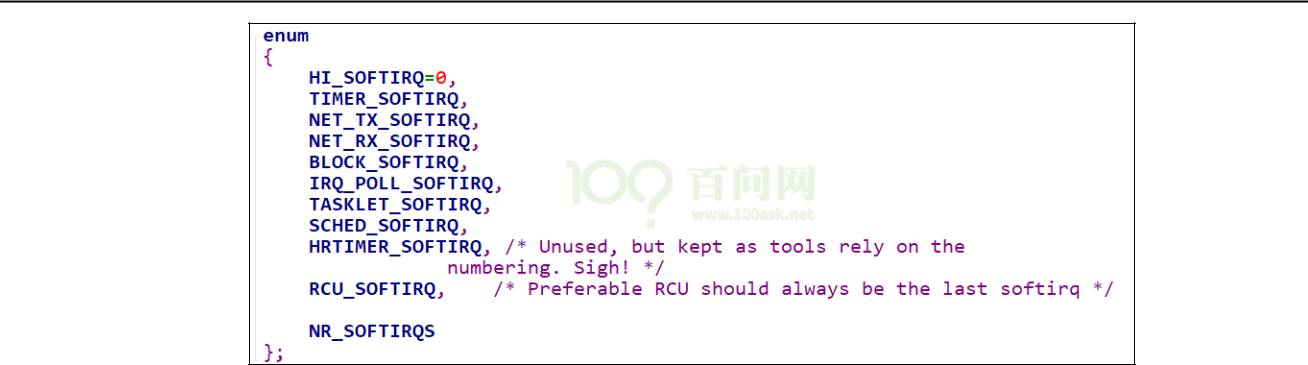 enum
{
    HI_SOFTIRQ=0,
    TIMER_SOFTIRQ,
    NET_TX_SOFTIRQ,
    NET_RX_SOFTIRQ,
    BLOCK_SOFTIRQ,
    IRQ_POLL_SOFTIRQ,
    TASKLET_SOFTIRQ,
    SCHED_SOFTIRQ,
    HRTIMER_SOFTIRQ, /* Unused, but kept as tools rely on the
                numbering. Sigh! */
    RCU_SOFTIRQ,    /* Preferable RCU should always be the last softirq */
    NR_SOFTIRQS
};
百问网
www.100ask.net